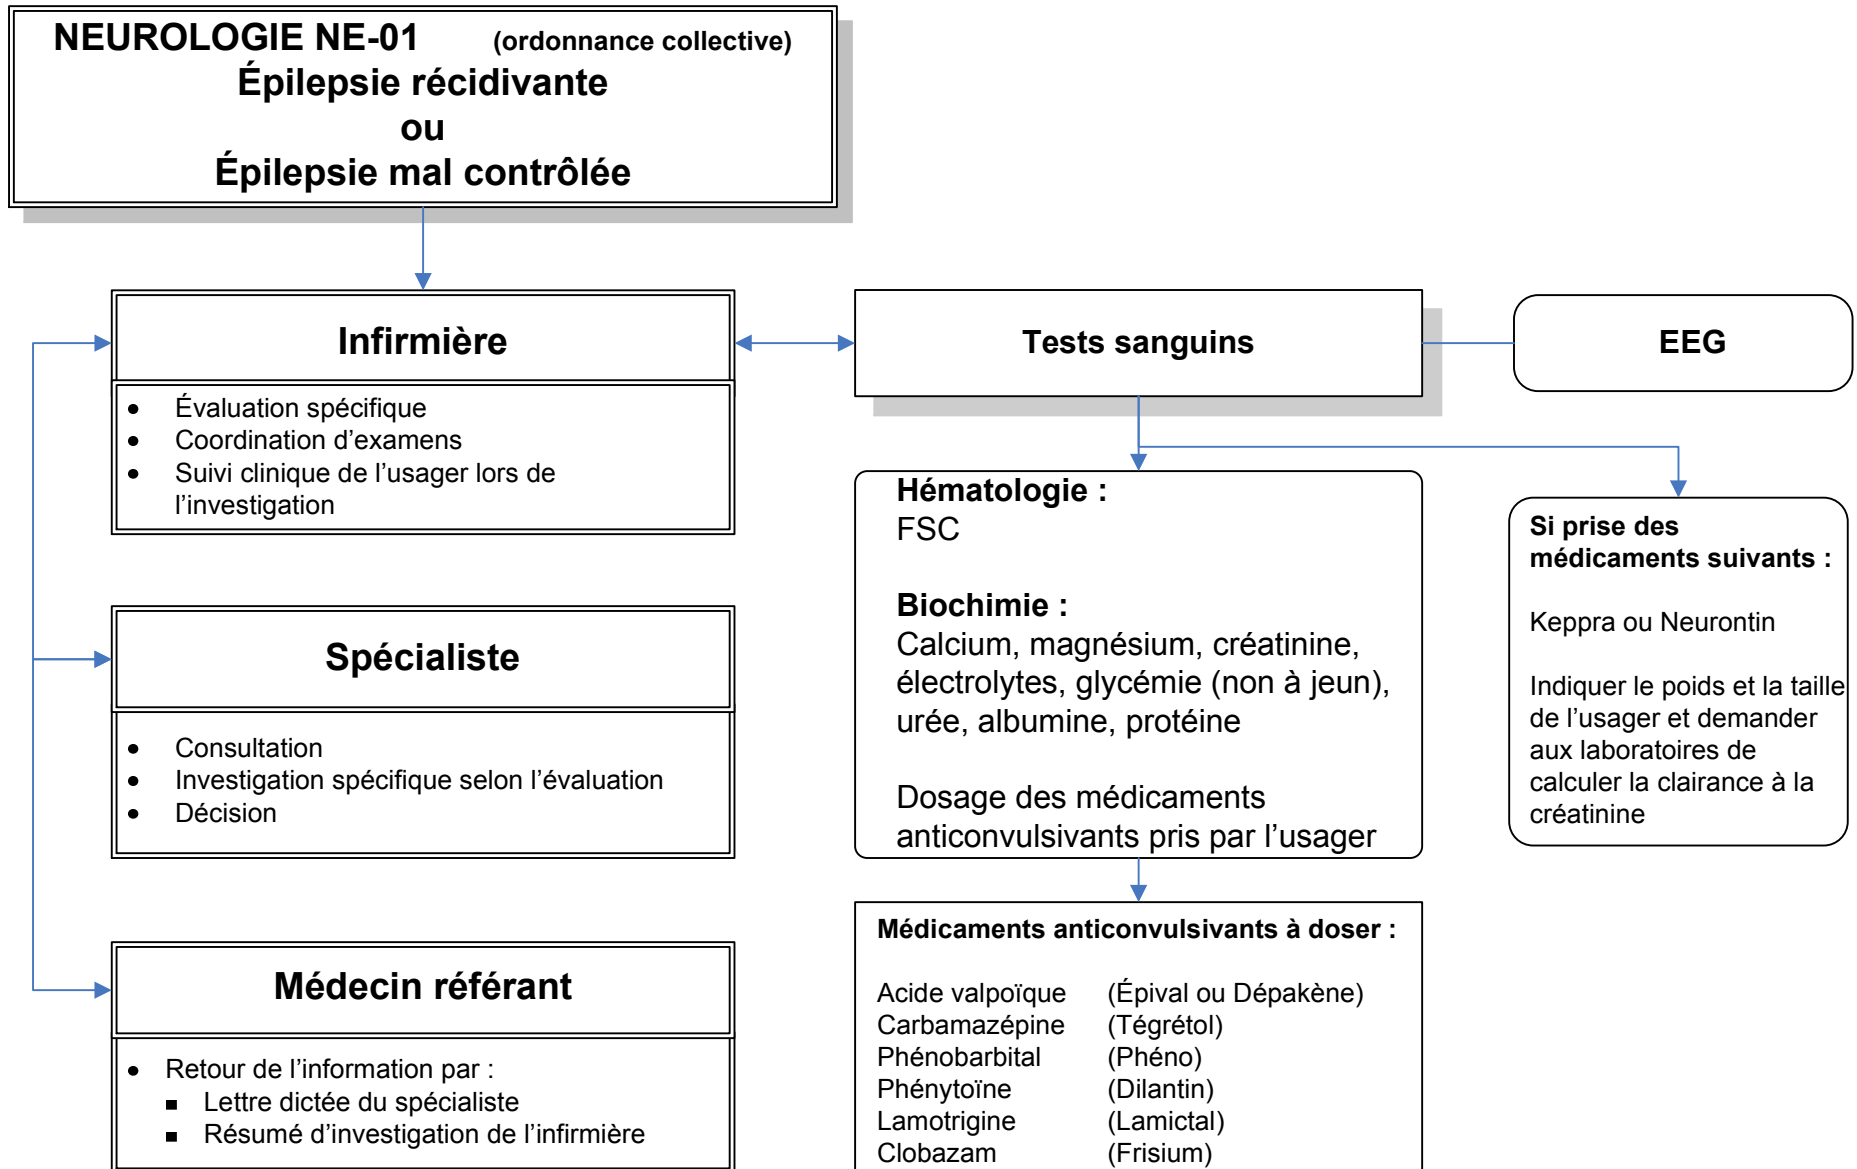 NEUROLOGIE NE-01 (ordonnance collective)
Épilepsie récidivante
ou
Épilepsie mal contrôlée
Infirmière
• Évaluation spécifique
• Coordination d’examens
• Suivi clinique de l’usager lors de
l’investigation
Tests sanguins
EEG
Hématologie :
FSC
Biochimie :
Calcium, magnésium, créatinine,
électrolytes, glycémie (non à jeun),
urée, albumine, protéine
Dosage des médicaments
anticonvulsivants pris par l’usager
Si prise des
médicaments suivants :
Keppra ou Neurontin
Indiquer le poids et la taille
de l’usager et demander
aux laboratoires de
calculer la clairance à la
créatinine
Spécialiste
• Consultation
• Investigation spécifique selon l’évaluation
• Décision
Médecin référant
• Retour de l’information par :
▪ Lettre dictée du spécialiste
▪ Résumé d’investigation de l’infirmière
Médicaments anticonvulsivants à doser :
Acide valpoïque (Épival ou Dépakène)
Carbamazépine (Tégrétol)
Phénobarbital (Phéno)
Phénytoïne (Dilantin)
Lamotrigine (Lamictal)
Clobazam (Frisium)